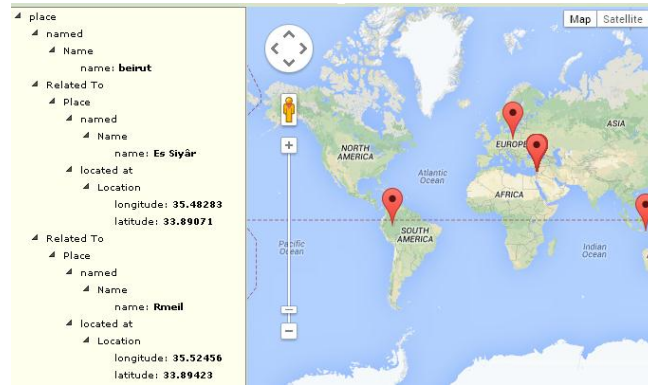 place
named
Name
name: beirut
Related To
Place
named
Name
name: Es Siyâr
located at
Location
longitude: 35.48283
latitude: 33.89071
Related To
Place
named
Name
name: Rmeil
located at
Location
longitude: 35.52456
latitude: 33.89423
Map Satellite
NORTH
AMERICA
Atlantic
Ocean
EUROPE
ASIA
AFRICA
SOUTH
AMERICA
Pacific
Ocean
Indian
Ocean